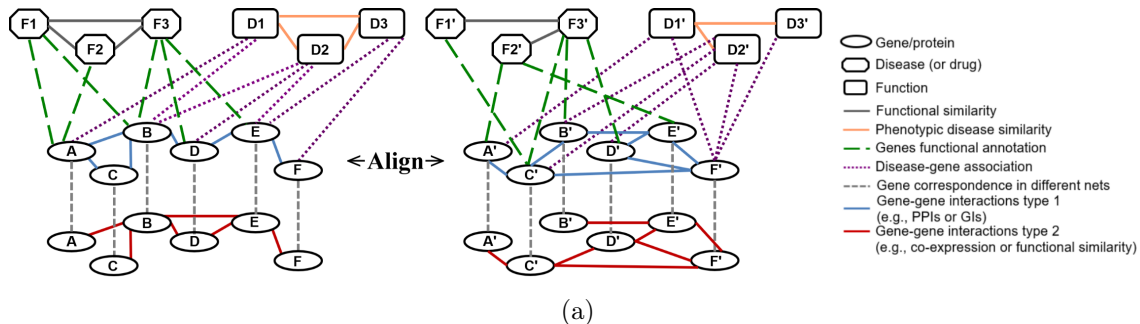 F1
F3
F2
D1
D3
D2
F1'
F3'
F2'
D1'
D3'
D2'
A
B
C
D
E
F
A
B
C
D
E
F
Align
A'
B'
C'
D'
E'
F'
A'
B'
C'
D'
E'
F'
Gene/protein
Disease (or drug)
Function
Functional similarity
Phenotypic disease similarity
Genes functional annotation
Disease-gene association
Gene correspondence in different nets
Gene-gene interactions type 1
(e.g., PPIs or GIs)
Gene-gene interactions type 2
(e.g., co-expression or functional similarity)
(a)